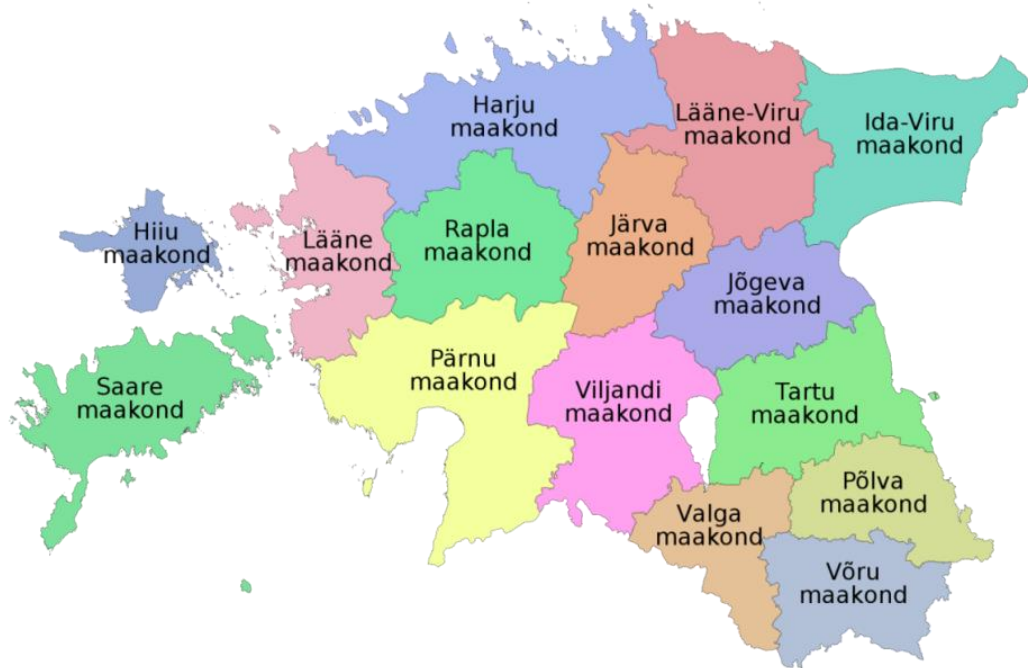 Harju
maakond
Lääne-Viru
maakond
Ida-Viru
maakond
Hiiu
maakond
Lääne
maakond
Rapla
maakond
Järva
maakond
Jõgeva
maakond
Saare
maakond
Pärnu
maakond
Viljandi
maakond
Tartu
maakond
Põlva
maakond
Valga
maakond
Võru
maakond